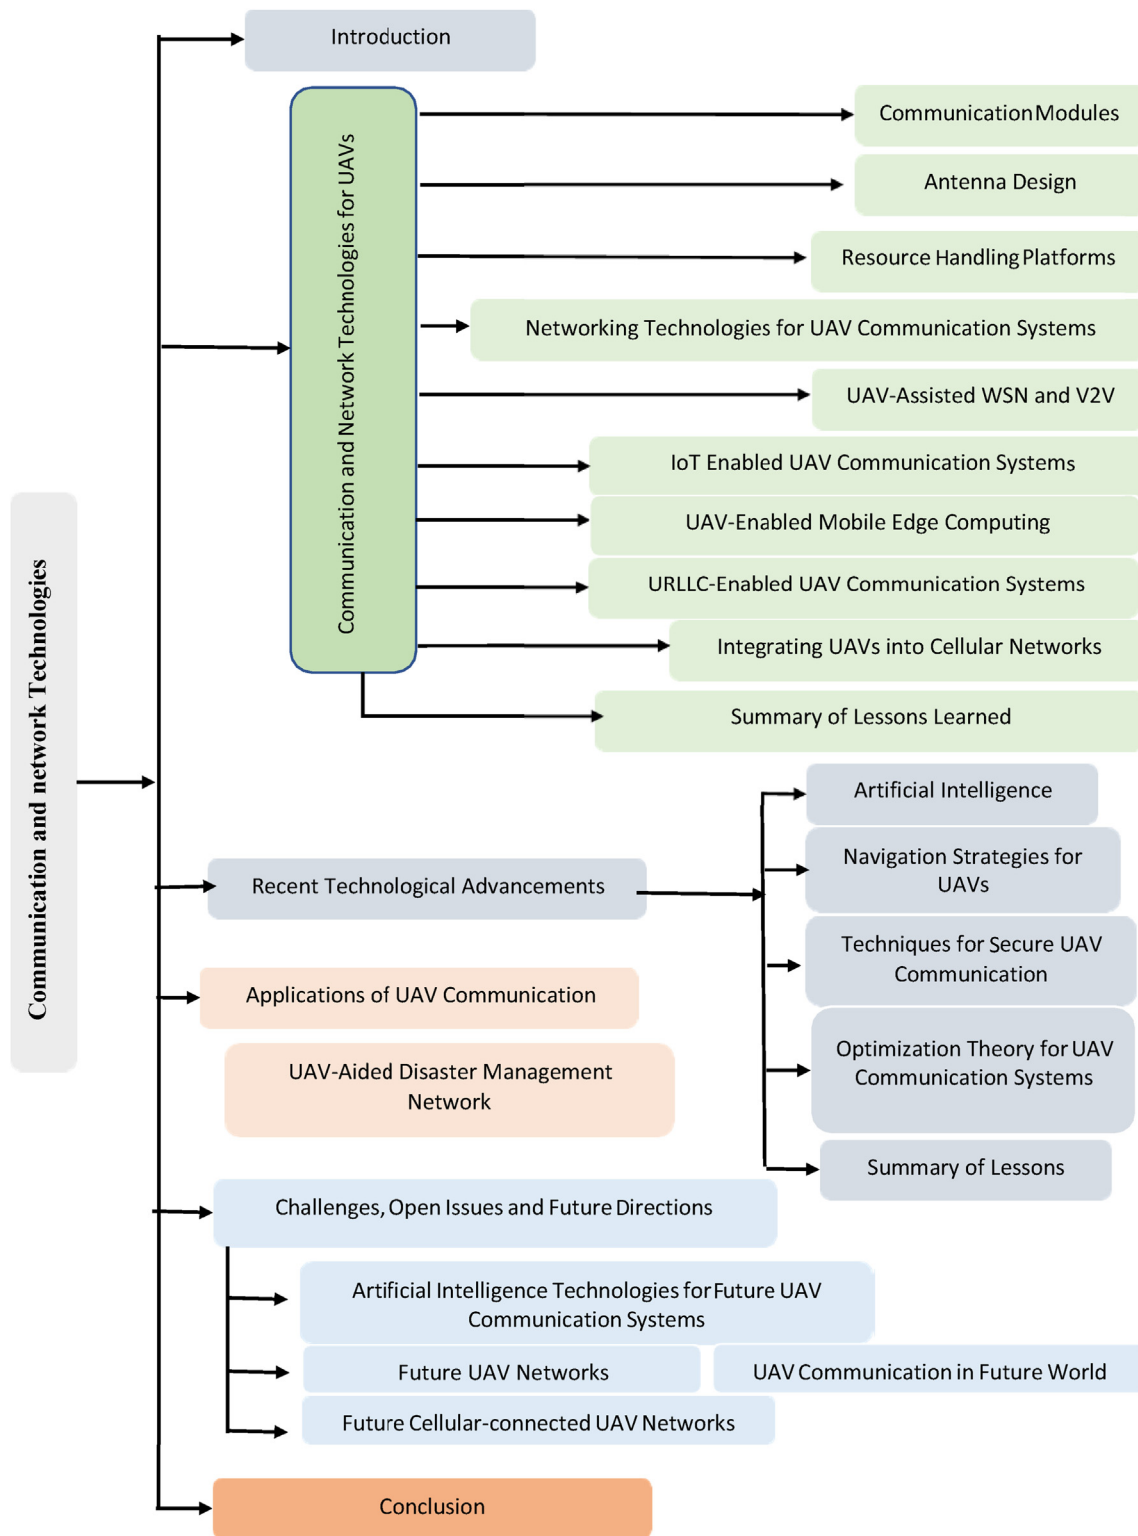 Communication and network Technologies
Introduction
Communication and Network Technologies for UAVs
Communication Modules
Antenna Design
Resource Handling Platforms
Networking Technologies for UAV Communication Systems
UAV-Assisted WSN and V2V
IoT Enabled UAV Communication Systems
UAV-Enabled Mobile Edge Computing
URLLC-Enabled UAV Communication Systems
Integrating UAVs into Cellular Networks
Summary of Lessons Learned
Recent Technological Advancements
Artificial Intelligence
Navigation Strategies for
UAVs
Techniques for Secure UAV
Communication
Optimization Theory for UAV
Communication Systems
Summary of Lessons
Applications of UAV Communication
UAV-Aided Disaster Management
Network
Challenges, Open Issues and Future Directions
Artificial Intelligence Technologies for Future UAV
Communication Systems
Future UAV Networks
UAV Communication in Future World
Future Cellular-connected UAV Networks
Conclusion